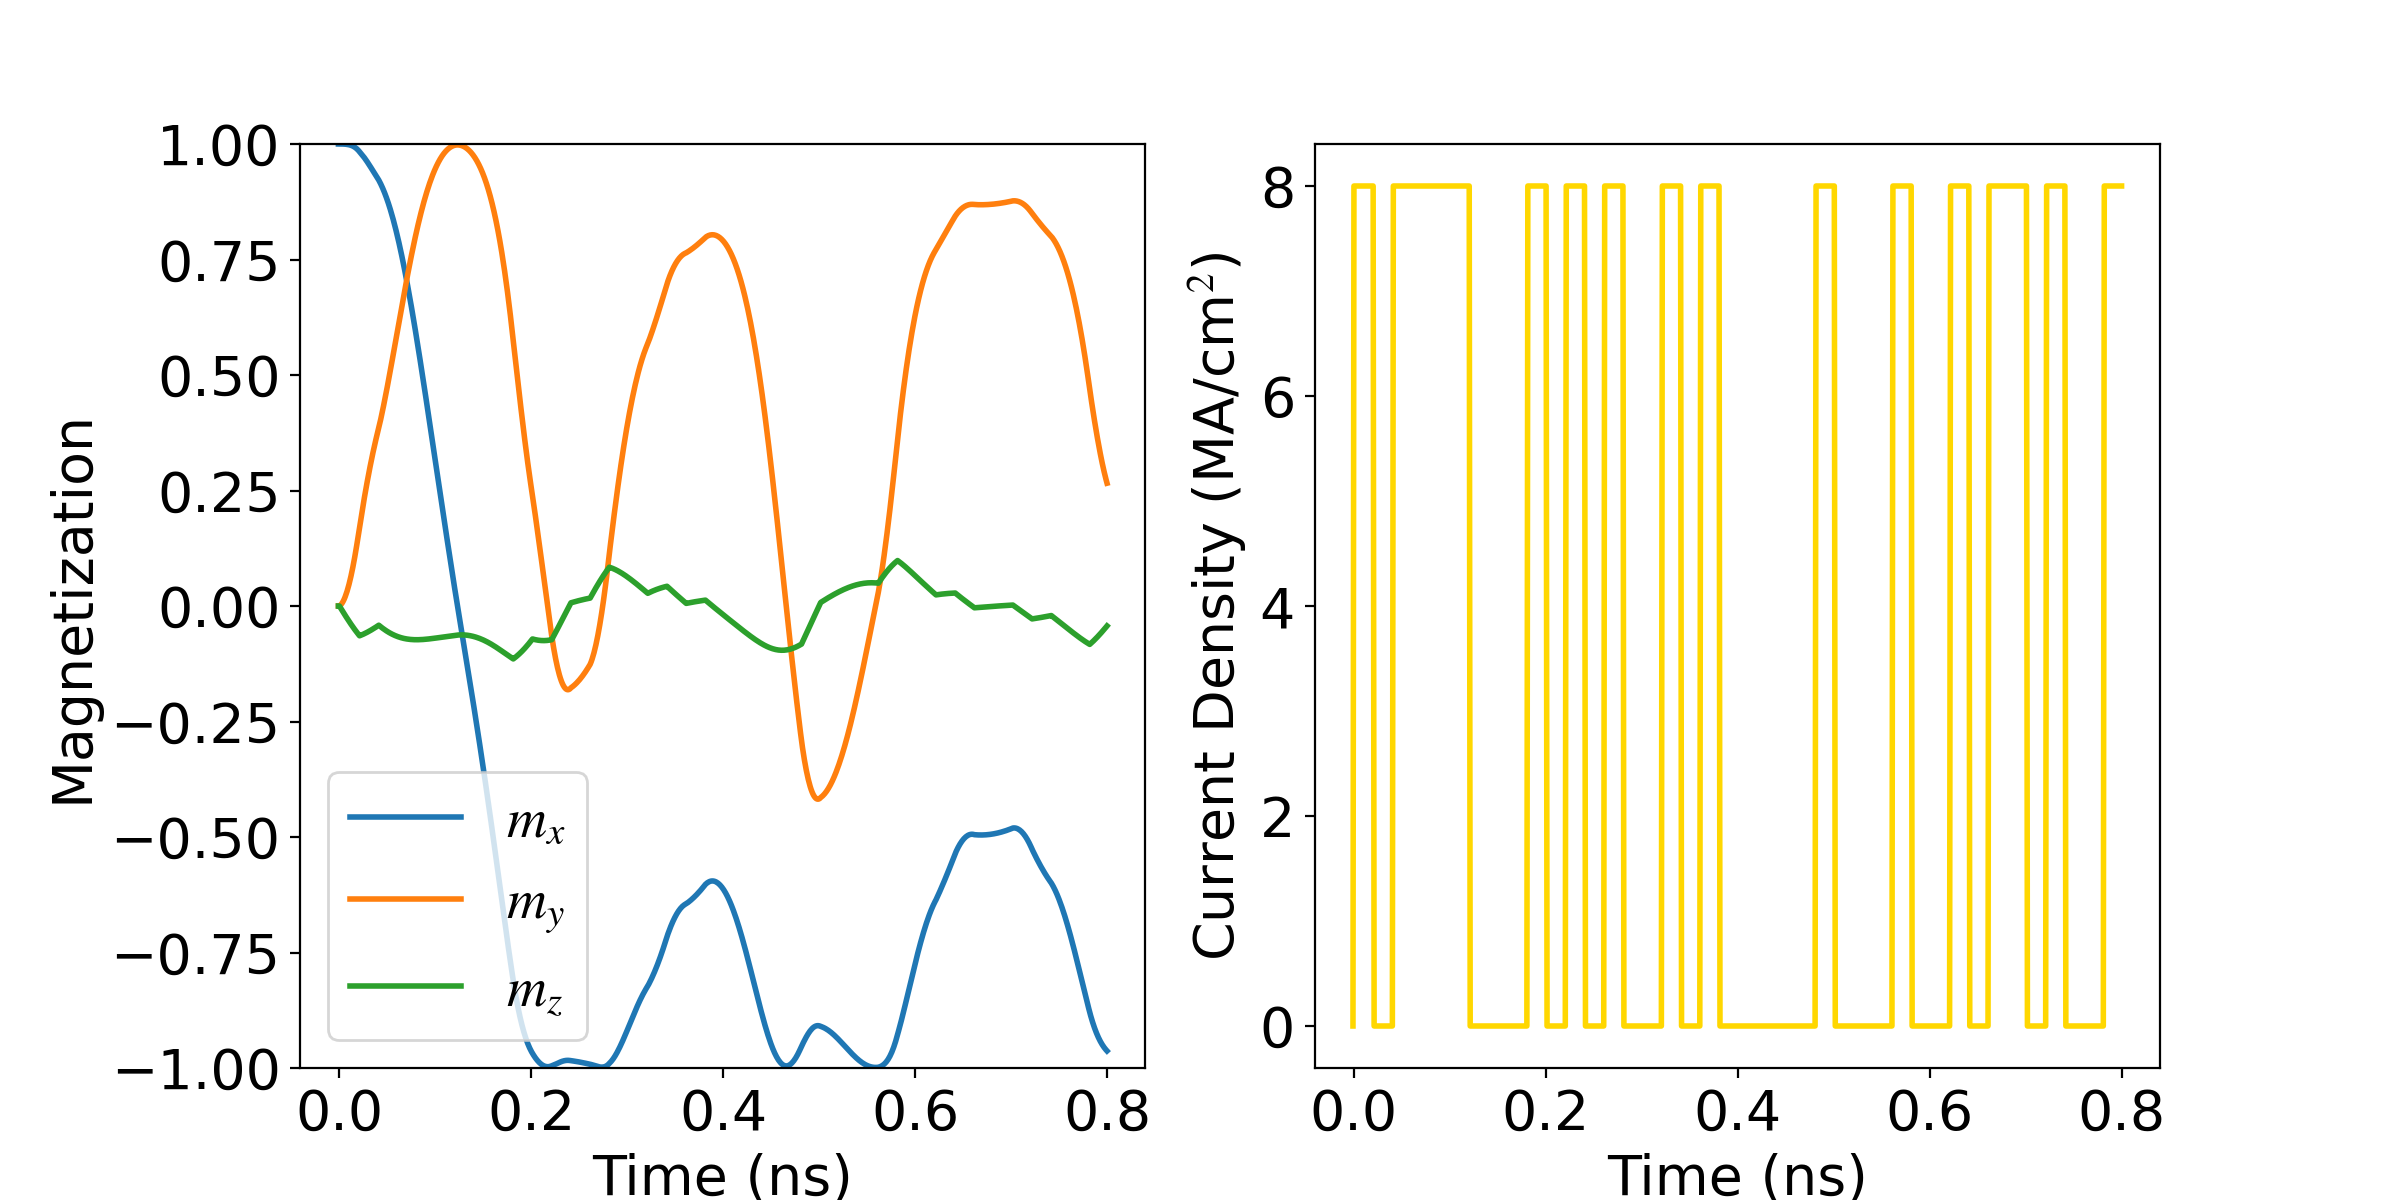 1.00
0.75
0.50
0.25
0.00
−0.25
−0.50
−0.75
−1.00
Magnetization
m_x
m_y
m_z
0.0 0.2 0.4 0.6 0.8
Time (ns)
8
6
4
2
0
Current Density (MA/cm²)
0.0 0.2 0.4 0.6 0.8
Time (ns)